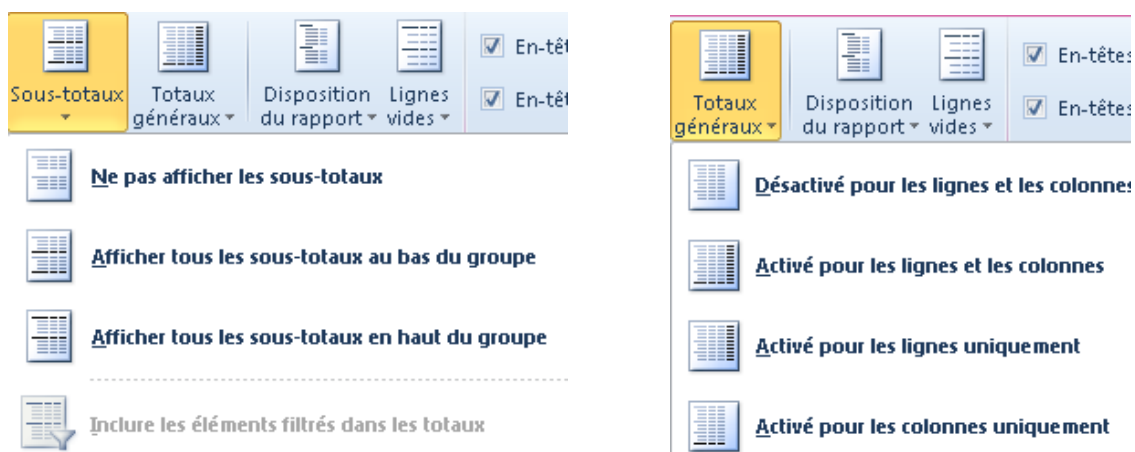 Sous-totaux
Totaux
généraux
Disposition
du rapport
Lignes
vides
En-têt
En-têt
Ne pas afficher les sous-totaux
Afficher tous les sous-totaux au bas du groupe
Afficher tous les sous-totaux en haut du groupe
Inclure les éléments filtrés dans les totaux
Totaux
généraux
Disposition
du rapport
Lignes
vides
En-têtes
En-têtes
Désactivé pour les lignes et les colonnes
Activé pour les lignes et les colonnes
Activé pour les lignes uniquement
Activé pour les colonnes uniquement